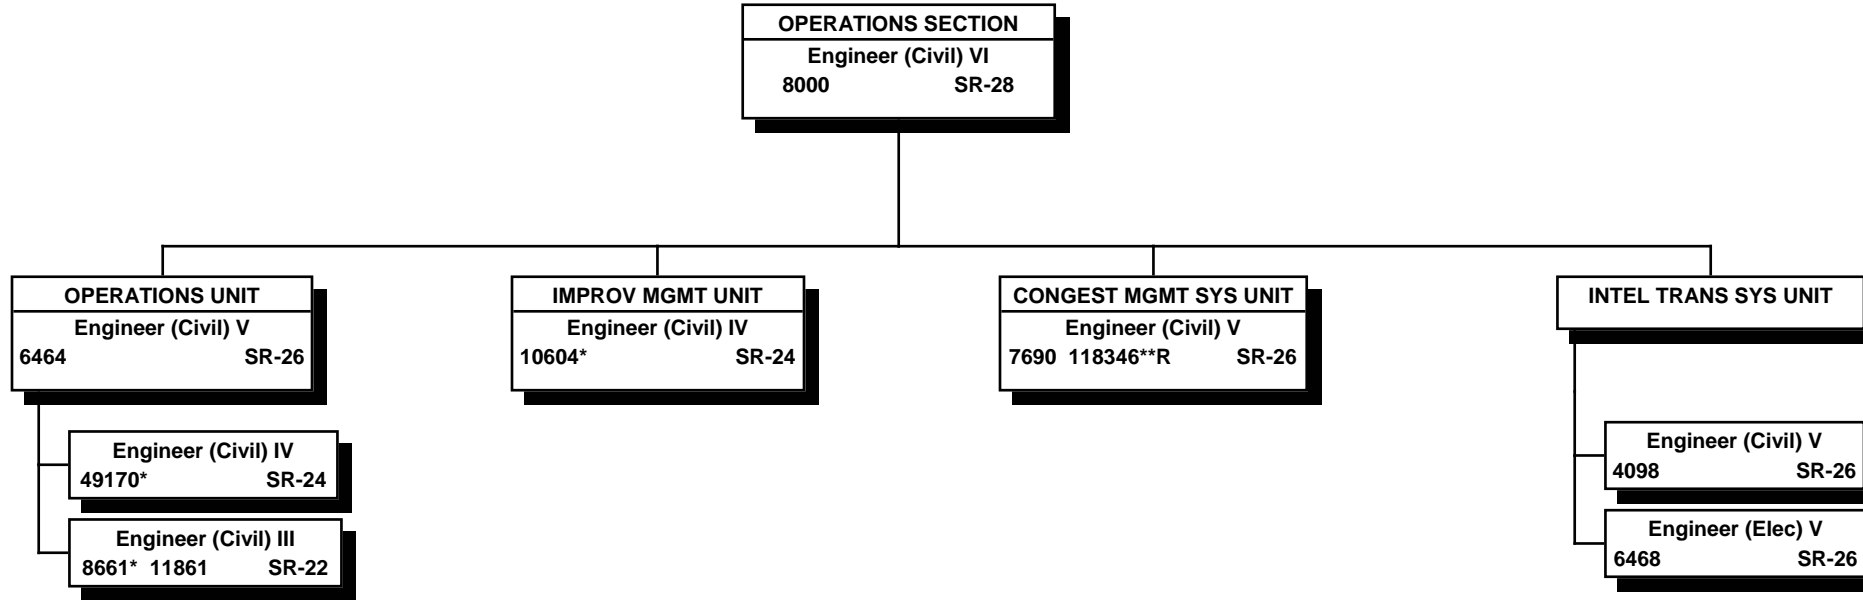 OPERATIONS SECTION
Engineer (Civil) VI
8000 SR-28
OPERATIONS UNIT
Engineer (Civil) V
6464 SR-26
Engineer (Civil) IV
49170* SR-24
Engineer (Civil) III
8661* 11861 SR-22
IMPROV MGMT UNIT
Engineer (Civil) IV
10604* SR-24
CONGEST MGMT SYS UNIT
Engineer (Civil) V
7690 118346**R SR-26
INTEL TRANS SYS UNIT
Engineer (Civil) V
4098 SR-26
Engineer (Elec) V
6468 SR-26